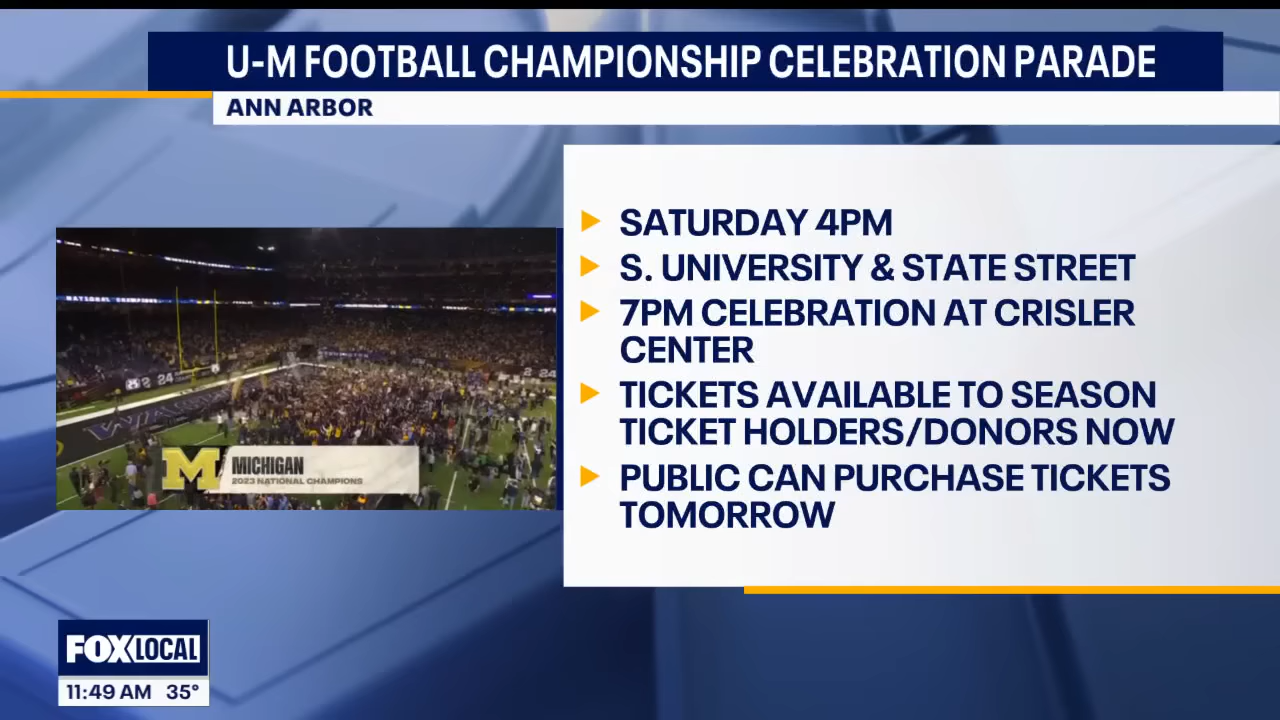 U-M FOOTBALL CHAMPIONSHIP CELEBRATION PARADE
ANN ARBOR
SATURDAY 4PM
S. UNIVERSITY & STATE STREET
7PM CELEBRATION AT CRISLER
CENTER
TICKETS AVAILABLE TO SEASON
TICKET HOLDERS/DONORS NOW
PUBLIC CAN PURCHASE TICKETS
TOMORROW
NATIONAL CHAMPIONS
M
MICHIGAN
2023 NATIONAL CHAMPIONS
FOX LOCAL
11:49 AM 35°